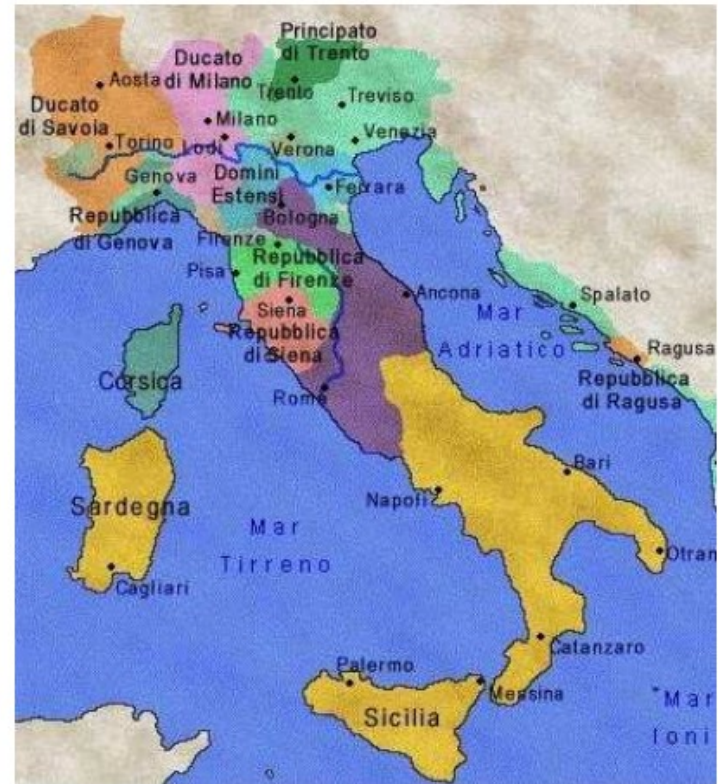 Principato
di Trento
Ducato
di Milano
Aosta
Trento
Treviso
Ducato
di Savoia
Milano
Venezia
Torino
Lodi
Verona
Genova
Domini
Estensi
Ferrara
Repubblica
di Genova
Bologna
Firenze
Repubblica
di Firenze
Pisa
Ancona
Siena
Repubblica
di Siena
Mar
Adriatico
Spalato
Ragusa
Repubblica
di Ragusa
Corsica
Roma
Bari
Napoli
Sardegna
Mar
Tirreno
Otran
Cagliari
Catanzaro
Palermo
Messina
Sicilia
Mar
Ioni